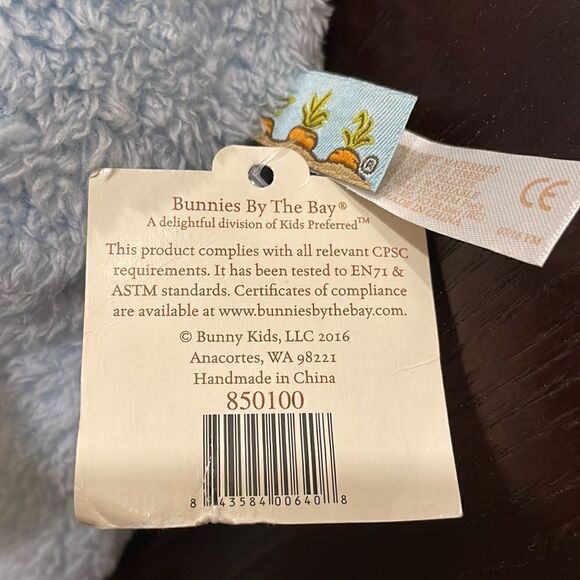 Bunnies By The Bay®
A delightful division of Kids Preferred™
This product complies with all relevant CPSC
requirements. It has been tested to EN71 &
ASTM standards. Certificates of compliance
are available at www.bunniesbythebay.com.
© Bunny Kids, LLC 2016
Anacortes, WA 98221
Handmade in China
850100
8 43584 00640 8
®
CE